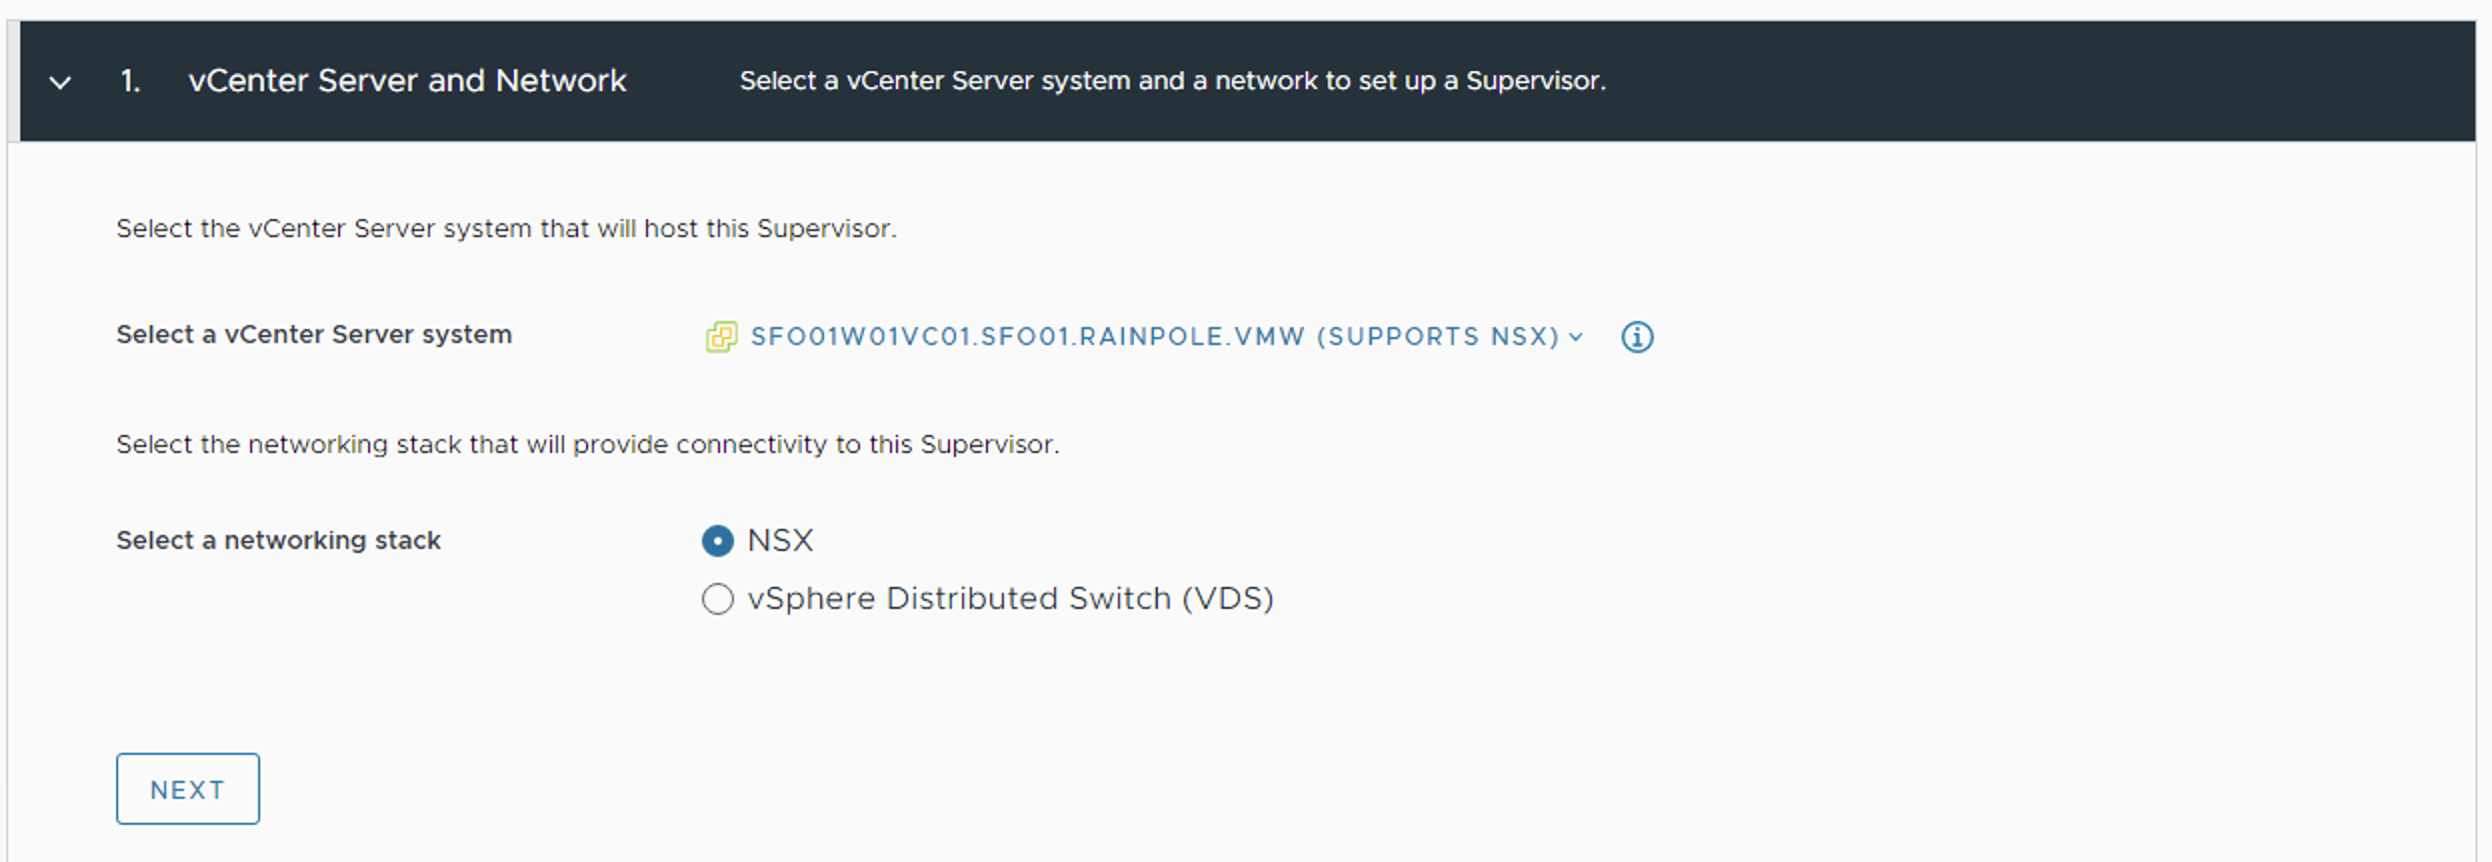 1. vCenter Server and Network Select a vCenter Server system and a network to set up a Supervisor.
Select the vCenter Server system that will host this Supervisor.
Select a vCenter Server system SFO01W01VC01.SFO01.RAINPOLE.VMW (SUPPORTS NSX)
Select the networking stack that will provide connectivity to this Supervisor.
Select a networking stack NSX
vSphere Distributed Switch (VDS)
NEXT